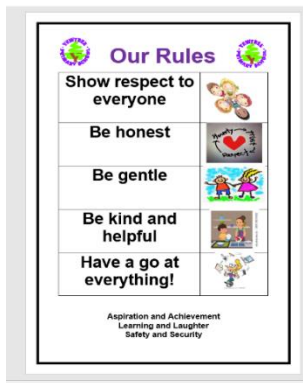 Our Rules
Show respect to
everyone
Be honest
Be gentle
Be kind and
helpful
Have a go at
everything!
Aspiration and Achievement
Learning and Laughter
Safety and Security